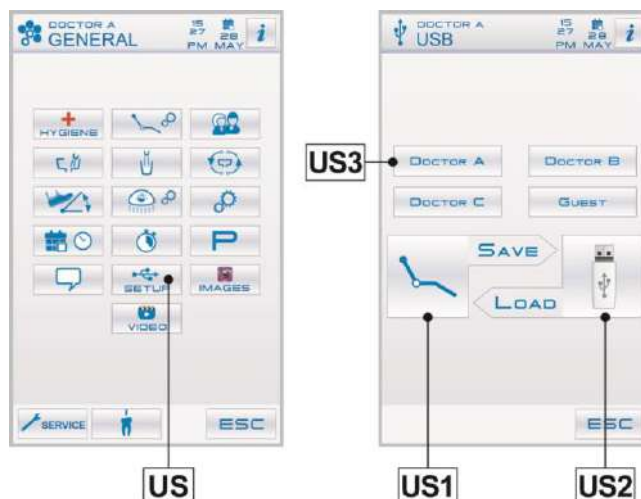 DOCTOR A
GENERAL
15
27
PM
28
MAY
i
HYGIENE
P
SETUP
IMAGES
VIDEO
SERVICE
ESC
US
DOCTOR A
USB
15
27
PM
28
MAY
i
US3
DOCTOR A
DOCTOR B
DOCTOR C
GUEST
SAVE
LOAD
ESC
US1
US2